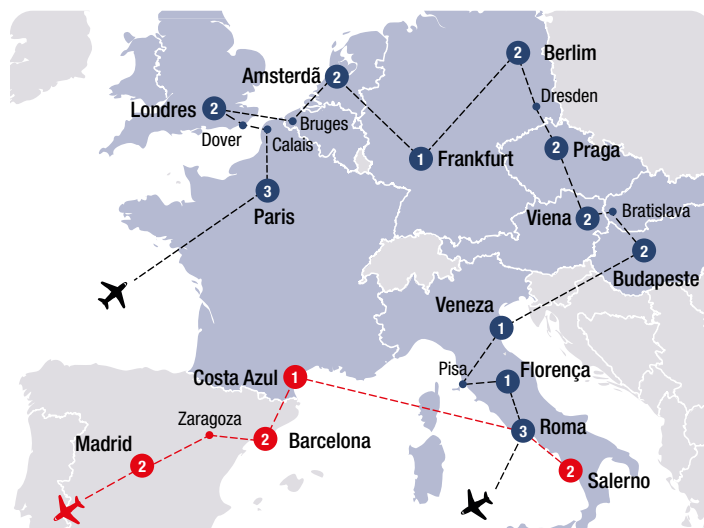 Berlim
2
Amsterdã
2
Dresden
Londres
2
Bruges
Dover
Calais
1
Frankfurt
2
Praga
3
Paris
Viena
2
Bratislava
2
Budapeste
Veneza
1
Pisa
Florença
1
Costa Azul
1
Zaragoza
Roma
3
Madrid
2
2
Barcelona
2
Salerno